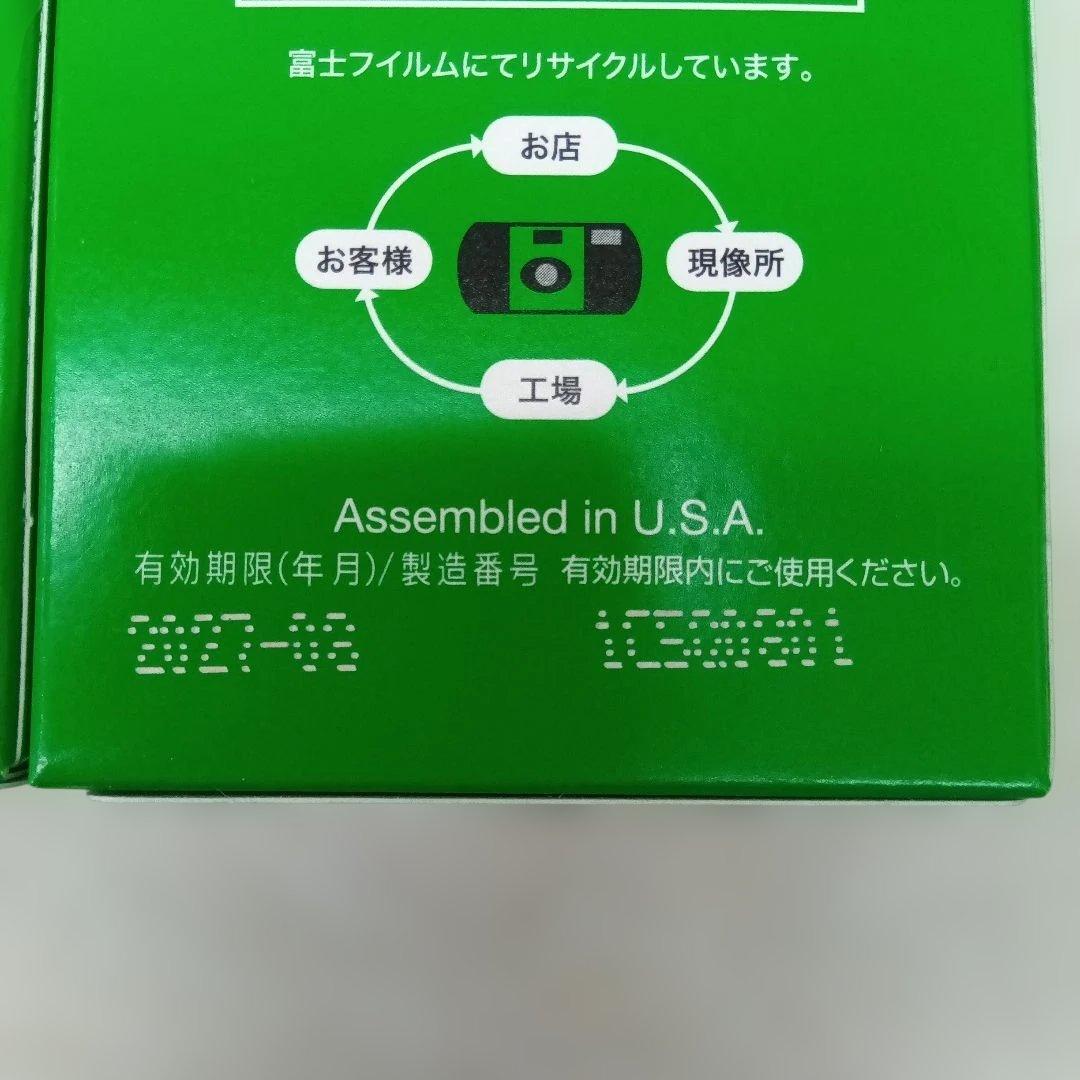 富士フイルムにてリサイクルしています。
お店
お客様
現像所
工場
Assembled in U.S.A.
有効期限(年月)/製造番号 有効期限内にご使用ください。
2027-08